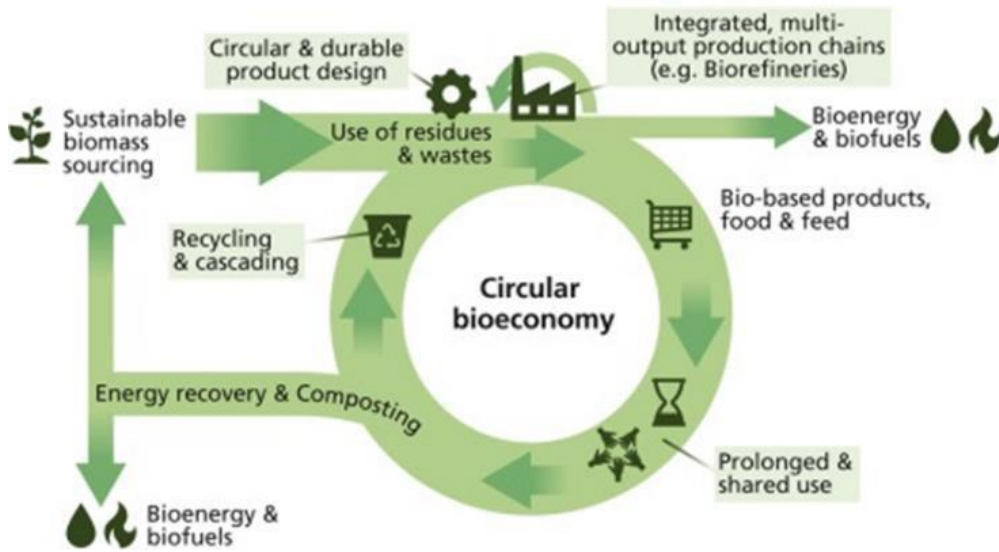 Circular & durable
product design
Integrated, multi-
output production chains
(e.g. Biorefineries)
Sustainable
biomass
sourcing
Use of residues
& wastes
Bioenergy
& biofuels
Bio-based products,
food & feed
Recycling
& cascading
Circular
bioeconomy
Energy recovery & Composting
Prolonged &
shared use
Bioenergy &
biofuels